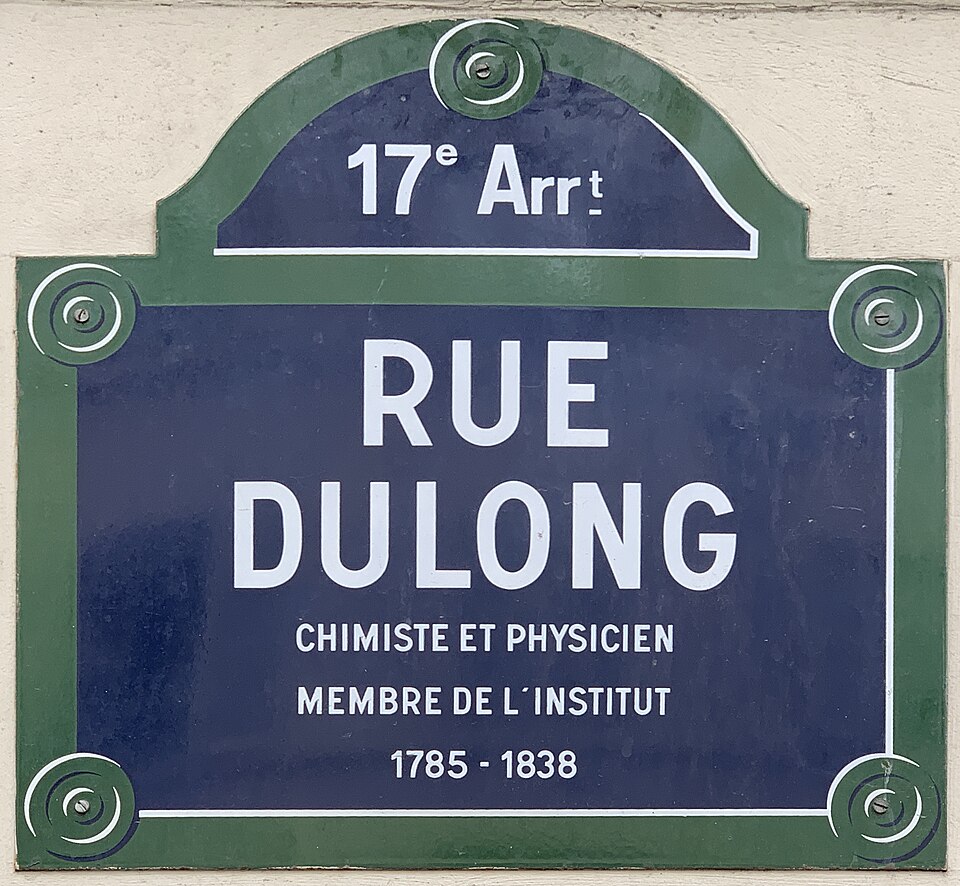 17e Arrt
RUE
DULONG
CHIMISTE ET PHYSICIEN
MEMBRE DE L'INSTITUT
1785 - 1838